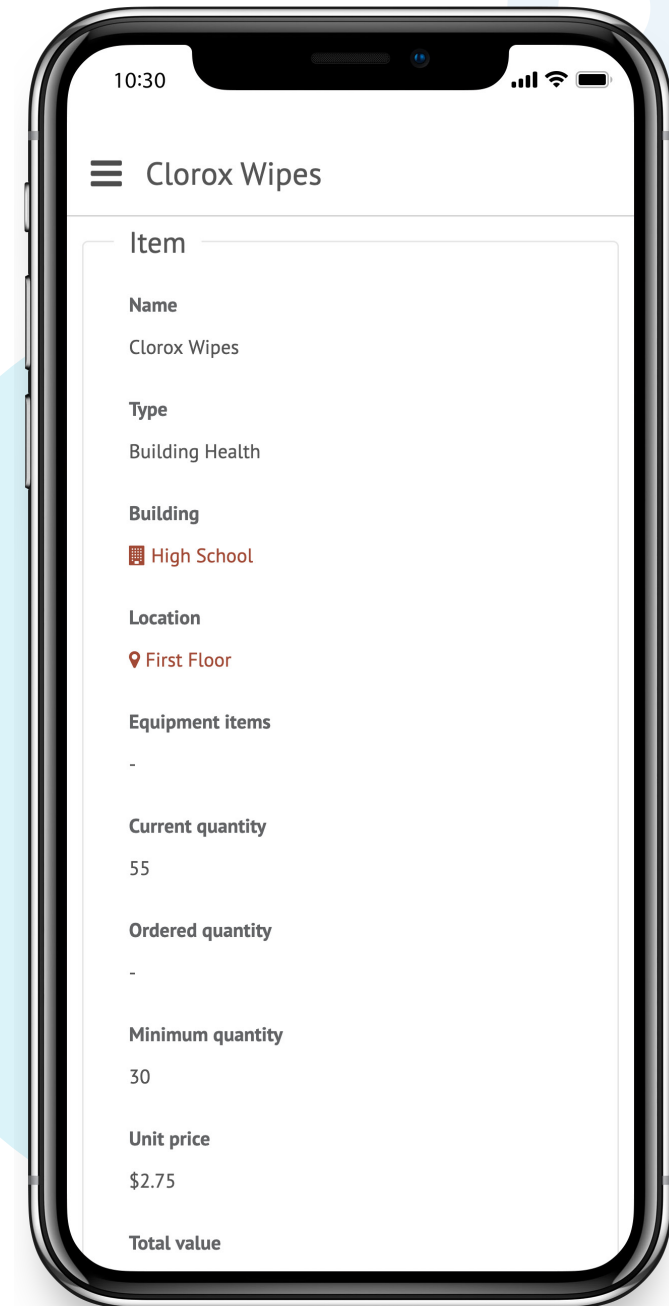 10:30
Clorox Wipes
Item
Name
Clorox Wipes
Type
Building Health
Building
High School
Location
First Floor
Equipment items
-
Current quantity
55
Ordered quantity
-
Minimum quantity
30
Unit price
$2.75
Total value